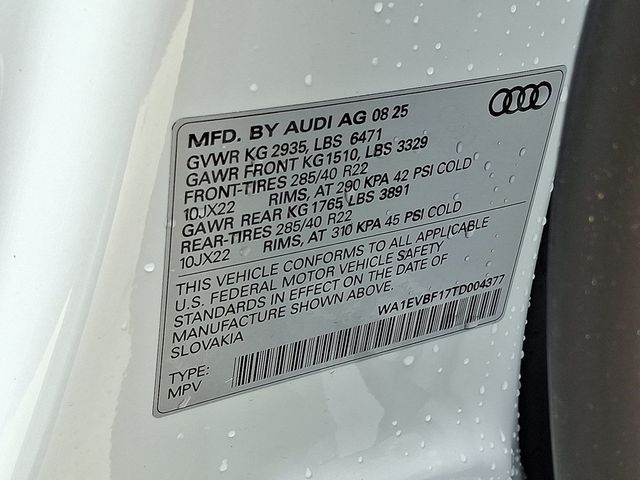 MFD. BY AUDI AG 08 25
GVWR KG 2935, LBS 6471
GAWR FRONT KG1510, LBS 3329
FRONT-TIRES 285/40 R22
10JX22 RIMS, AT 290 KPA 42 PSI COLD
GAWR REAR KG 1765 LBS 3891
REAR-TIRES 285/40 R22
10JX22 RIMS, AT 310 KPA 45 PSI COLD
THIS VEHICLE CONFORMS TO ALL APPLICABLE
U.S. FEDERAL MOTOR VEHICLE SAFETY
STANDARDS IN EFFECT ON THE DATE OF
MANUFACTURE SHOWN ABOVE.
SLOVAKIA
WA1EVBF17TD004377
TYPE:
MPV